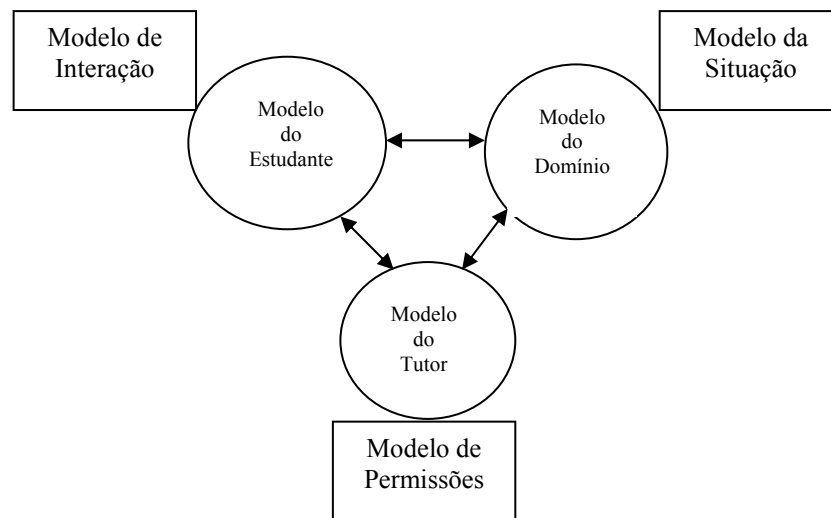 Modelo de
Interação
Modelo da
Situação
Modelo
do
Estudante
Modelo
do
Domínio
Modelo
do
Tutor
Modelo de
Permissões